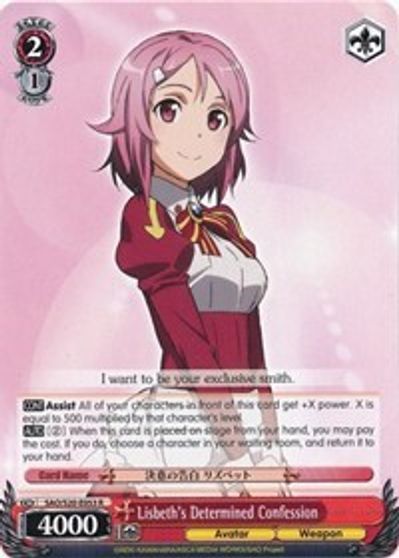 2
1
I want to be your exclusive smith.
CONT Assist All of your characters in front of this card get +X power. X is
equal to 500 multiplied by that character's level.
AUTO [(2)] When this card is placed on stage from your hand, you may pay the
cost. If you do, choose a character in your waiting room, and return it to
your hand.
Card Name 決意の告白 リズベット
4000 Lisbeth's Determined Confession
Avatar Weapon